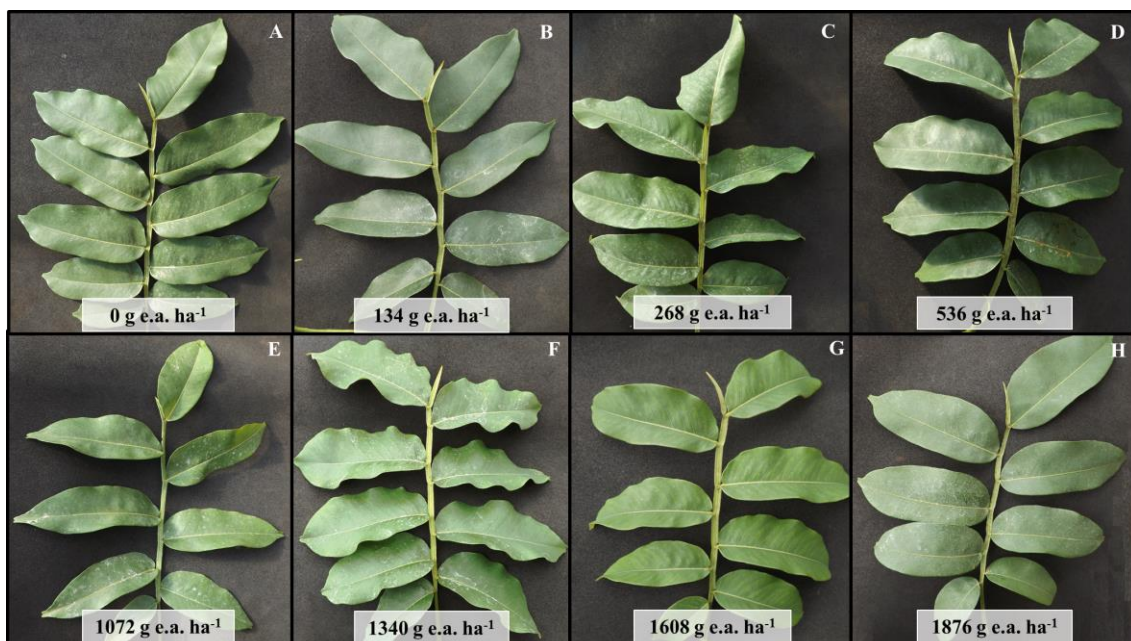 A
B
C
D
0 g e.a. ha⁻¹
134 g e.a. ha⁻¹
268 g e.a. ha⁻¹
536 g e.a. ha⁻¹
E
F
G
H
1072 g e.a. ha⁻¹
1340 g e.a. ha⁻¹
1608 g e.a. ha⁻¹
1876 g e.a. ha⁻¹